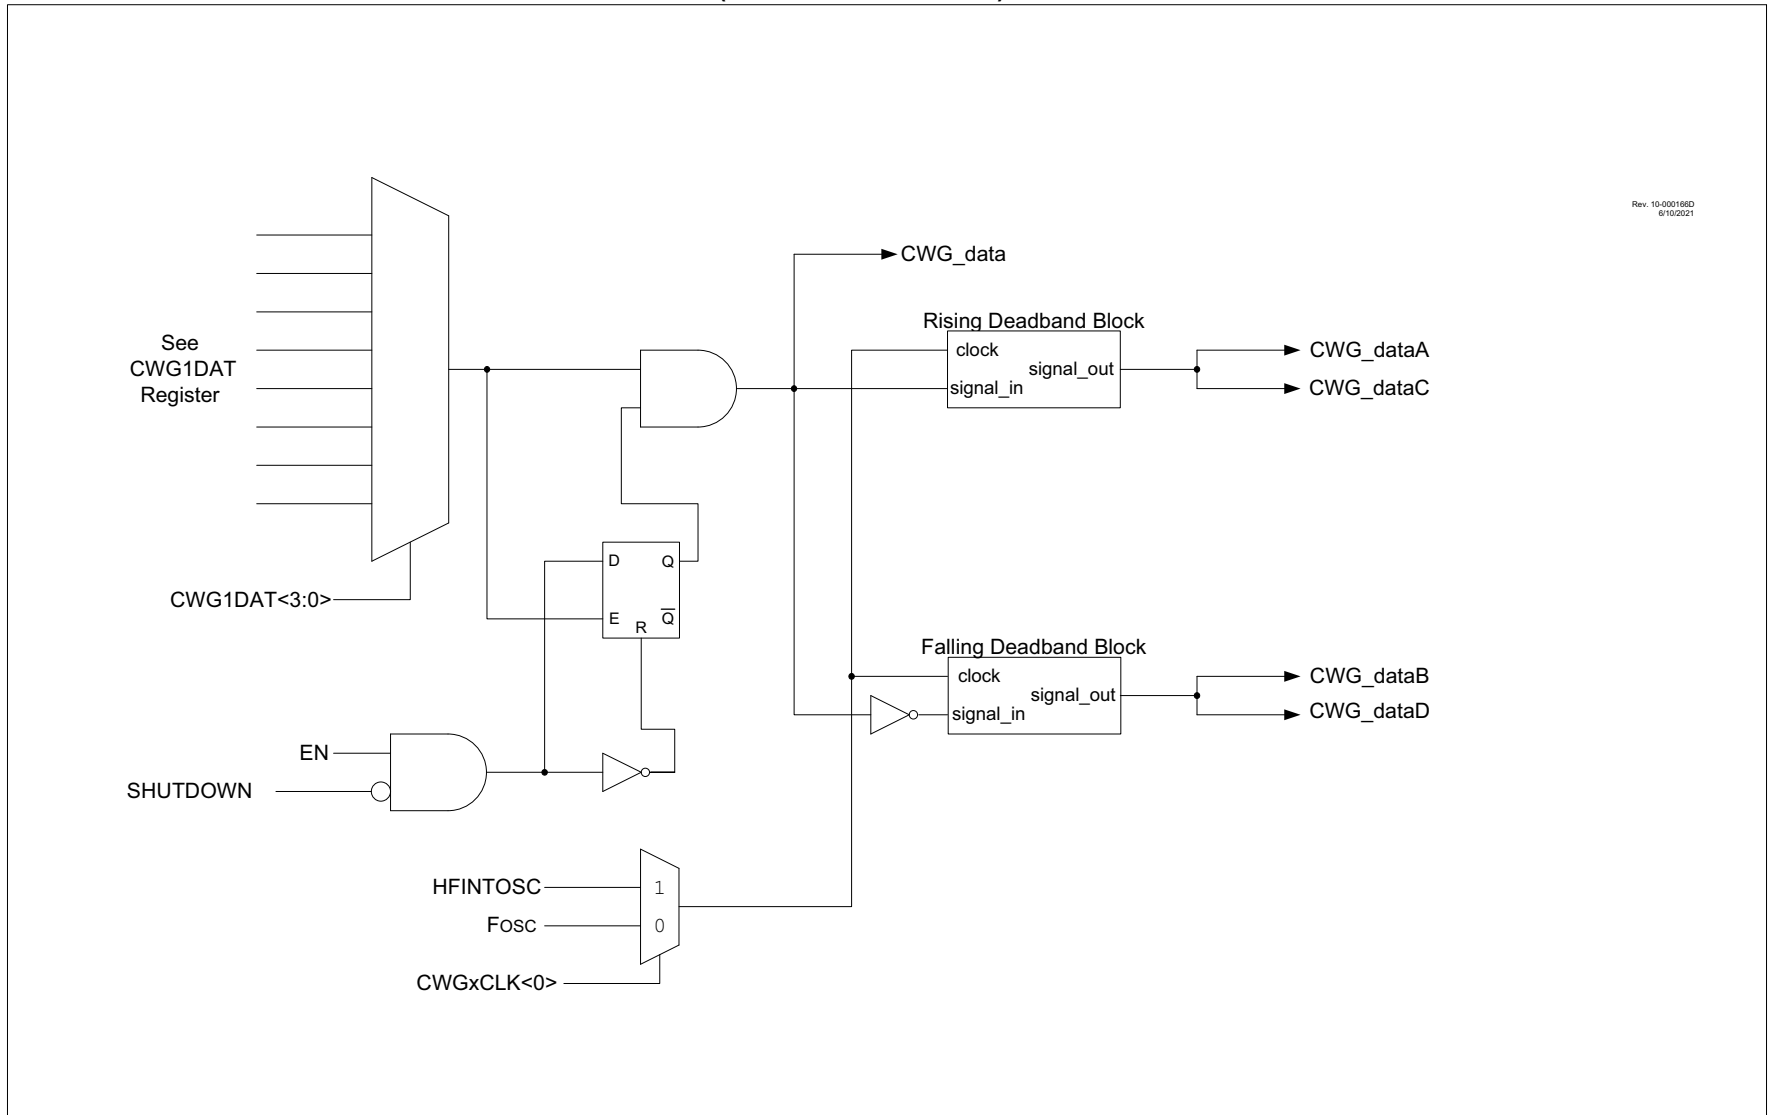 Rev. 10-000166D
6/10/2021
CWG_data
Rising Deadband Block
clock
signal_out
signal_in
CWG_dataA
CWG_dataC
See
CWG1DAT
Register
CWG1DAT<3:0>
D
Q
E
Q̅
R
Falling Deadband Block
clock
signal_out
signal_in
CWG_dataB
CWG_dataD
EN
SHUTDOWN
HFINTOSC
1
FOSC
0
CWGxCLK<0>